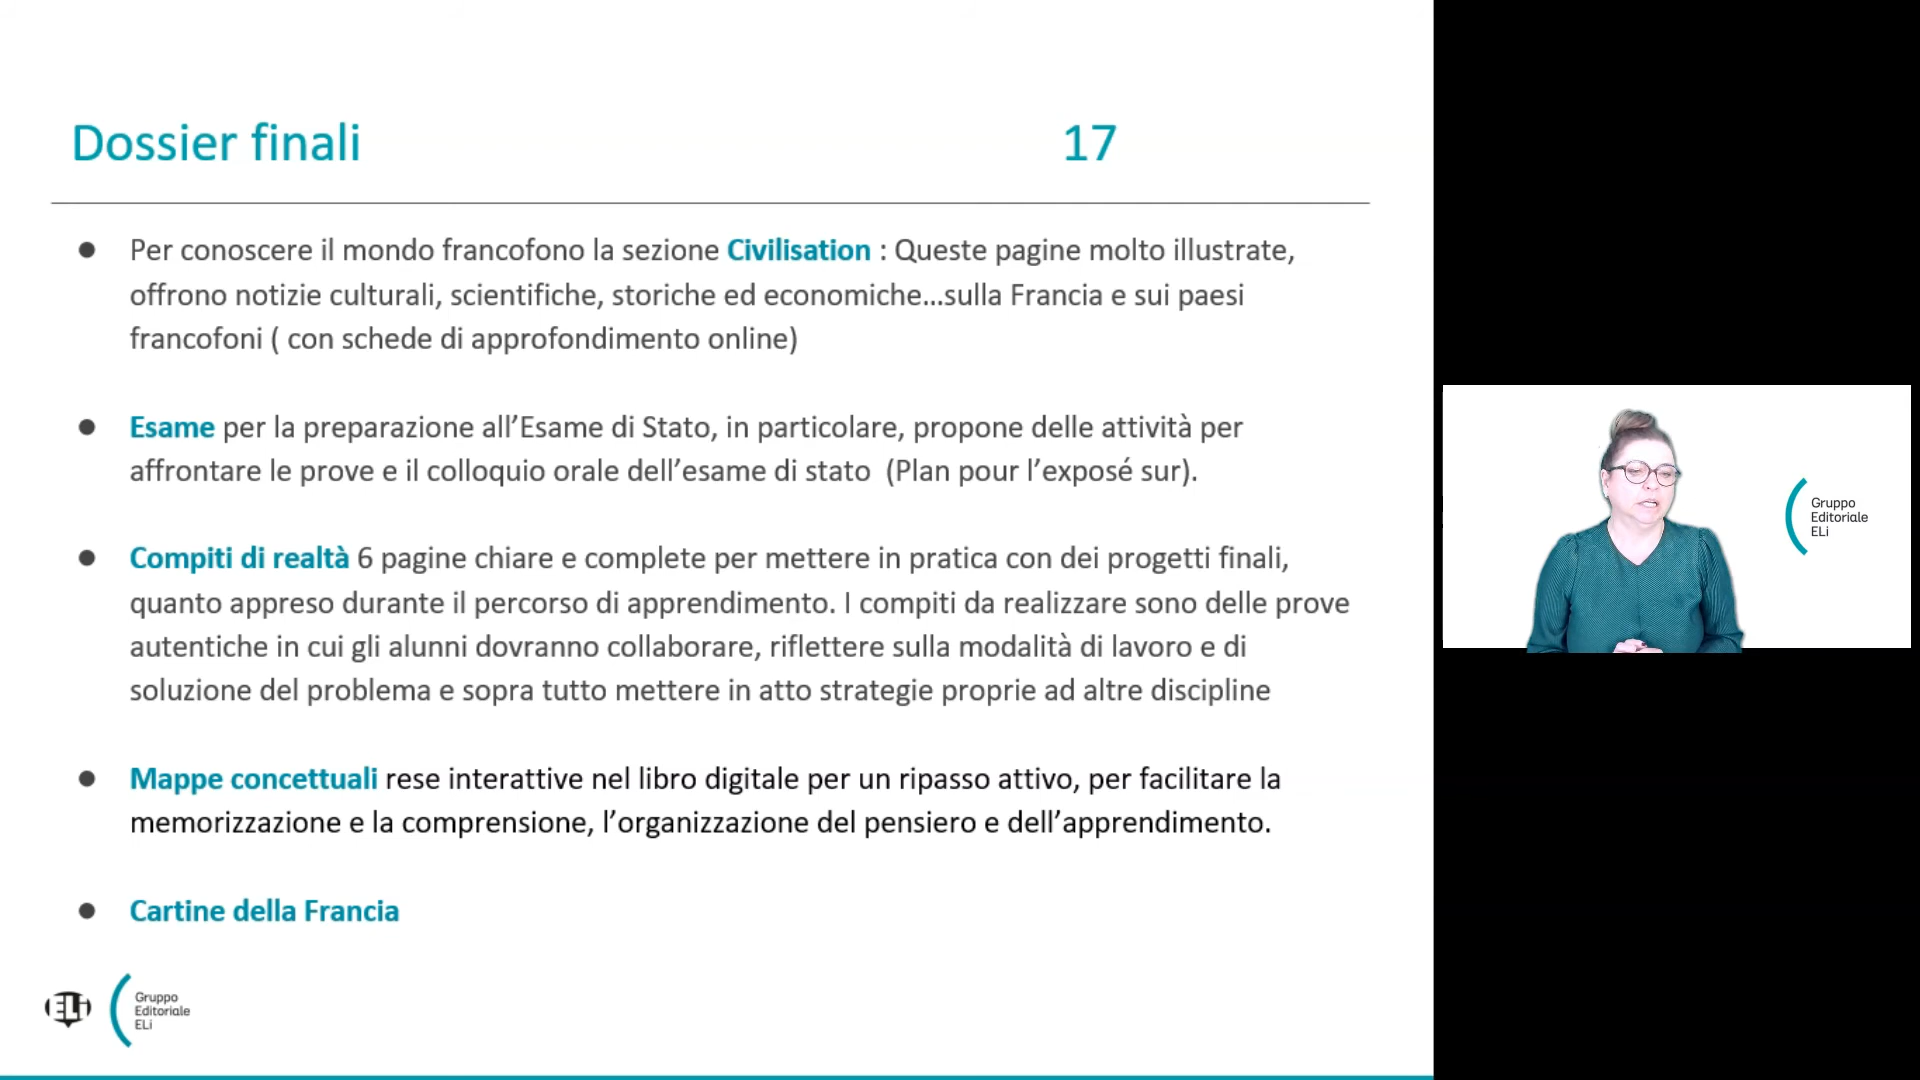 Dossier finali 17
● Per conoscere il mondo francofono la sezione Civilisation : Queste pagine molto illustrate,
offrono notizie culturali, scientifiche, storiche ed economiche...sulla Francia e sui paesi
francofoni ( con schede di approfondimento online)
● Esame per la preparazione all’Esame di Stato, in particolare, propone delle attività per
affrontare le prove e il colloquio orale dell’esame di stato (Plan pour l’exposé sur).
● Compiti di realtà 6 pagine chiare e complete per mettere in pratica con dei progetti finali,
quanto appreso durante il percorso di apprendimento. I compiti da realizzare sono delle prove
autentiche in cui gli alunni dovranno collaborare, riflettere sulla modalità di lavoro e di
soluzione del problema e sopra tutto mettere in atto strategie proprie ad altre discipline
● Mappe concettuali rese interattive nel libro digitale per un ripasso attivo, per facilitare la
memorizzazione e la comprensione, l’organizzazione del pensiero e dell’apprendimento.
● Cartine della Francia
ELi
Gruppo
Editoriale
ELi
Gruppo
Editoriale
ELi